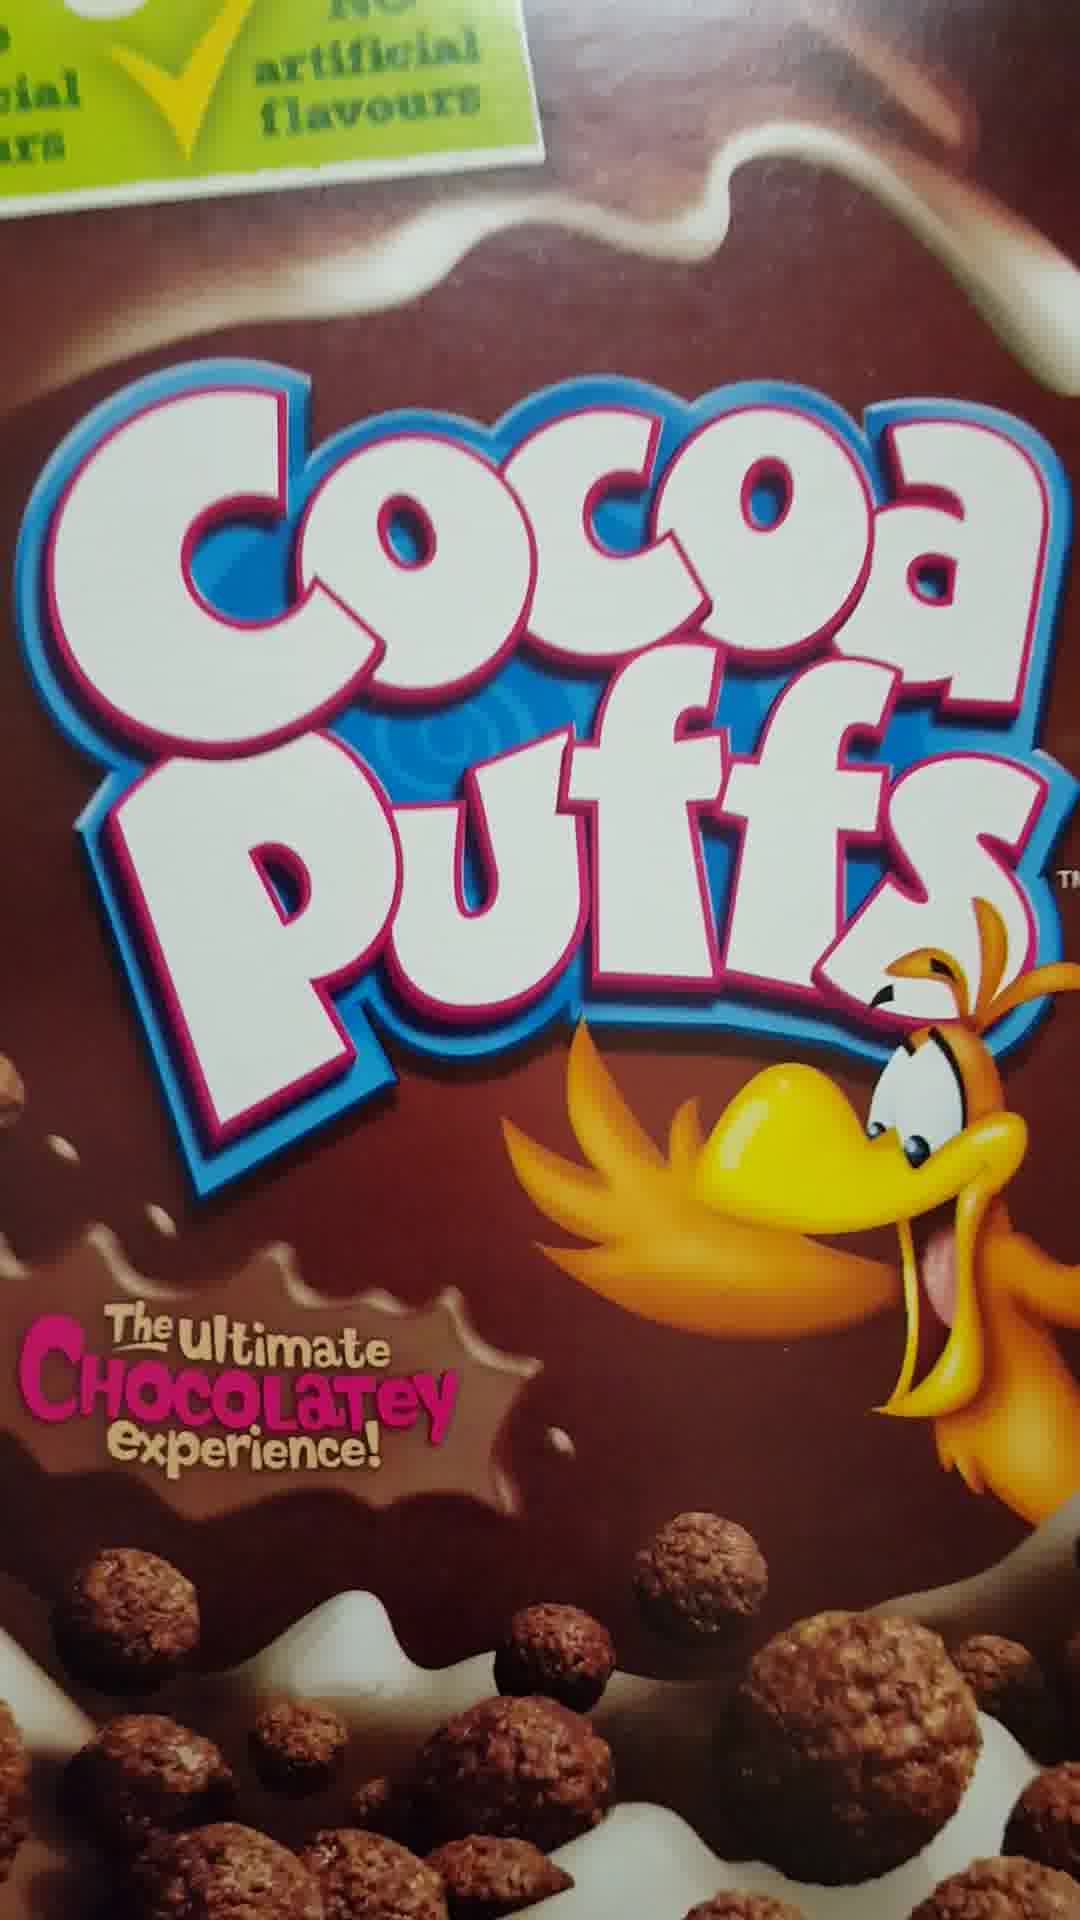 NO
artificial
flavours
Cocoa
Puffs
TM
The ultimate
CHOCOLATEY
experience!